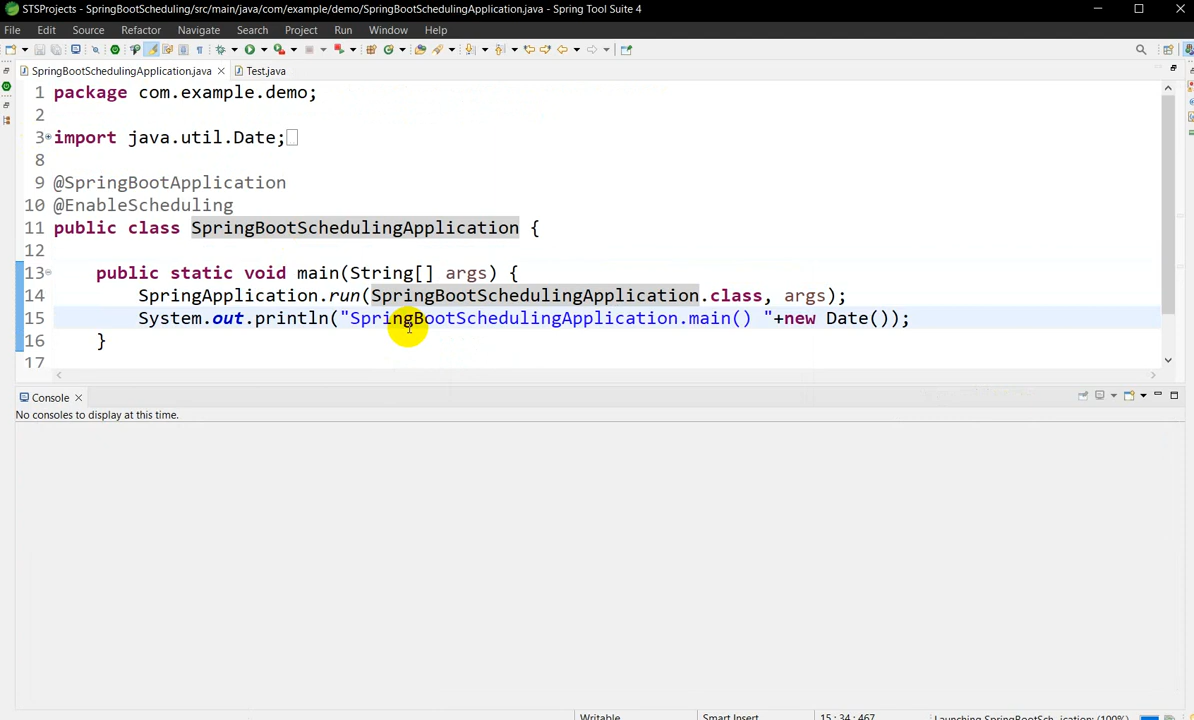 STSProjects - SpringBootScheduling/src/main/java/com/example/demo/SpringBootSchedulingApplication.java - Spring Tool Suite 4
File Edit Source Refactor Navigate Search Project Run Window Help
SpringBootSchedulingApplication.java Test.java
1 package com.example.demo;
2
3 import java.util.Date;
8
9 @SpringBootApplication
10 @EnableScheduling
11 public class SpringBootSchedulingApplication {
12
13 public static void main(String[] args) {
14 SpringApplication.run(SpringBootSchedulingApplication.class, args);
15 System.out.println("SpringBootSchedulingApplication.main() "+new Date());
16 }
17
Console
No consoles to display at this time.
Writable Smart Insert 15 : 34 : 467 Launching SpringBootSch...ication: (100%)